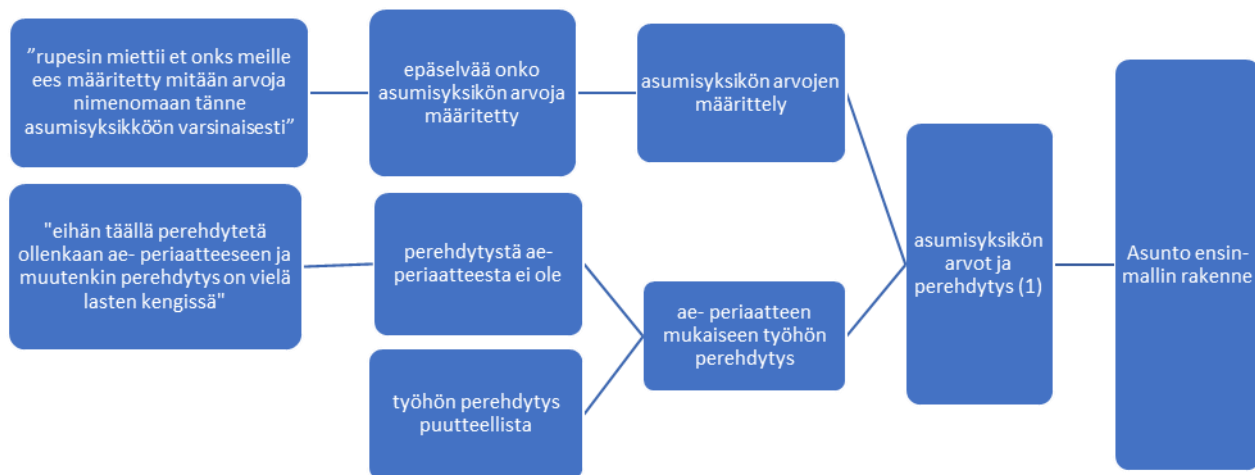 ”rupesin miettii et onks meille
ees määritetty mitään arvoja
nimenomaan tänne
asumisyksikköön varsinaisesti”
epäselvää onko
asumisyksikön arvoja
määritetty
asumisyksikön arvojen
määrittely
"eihän täällä perehdytetä
ollenkaan ae- periaatteeseen ja
muutenkin perehdytys on vielä
lasten kengissä"
perehdytystä ae-
periaatteesta ei ole
työhön perehdytys
puutteellista
ae- periaatteen
mukaiseen työhön
perehdytys
asumisyksikön
arvot ja
perehdytys (1)
Asunto ensin-
mallin rakenne